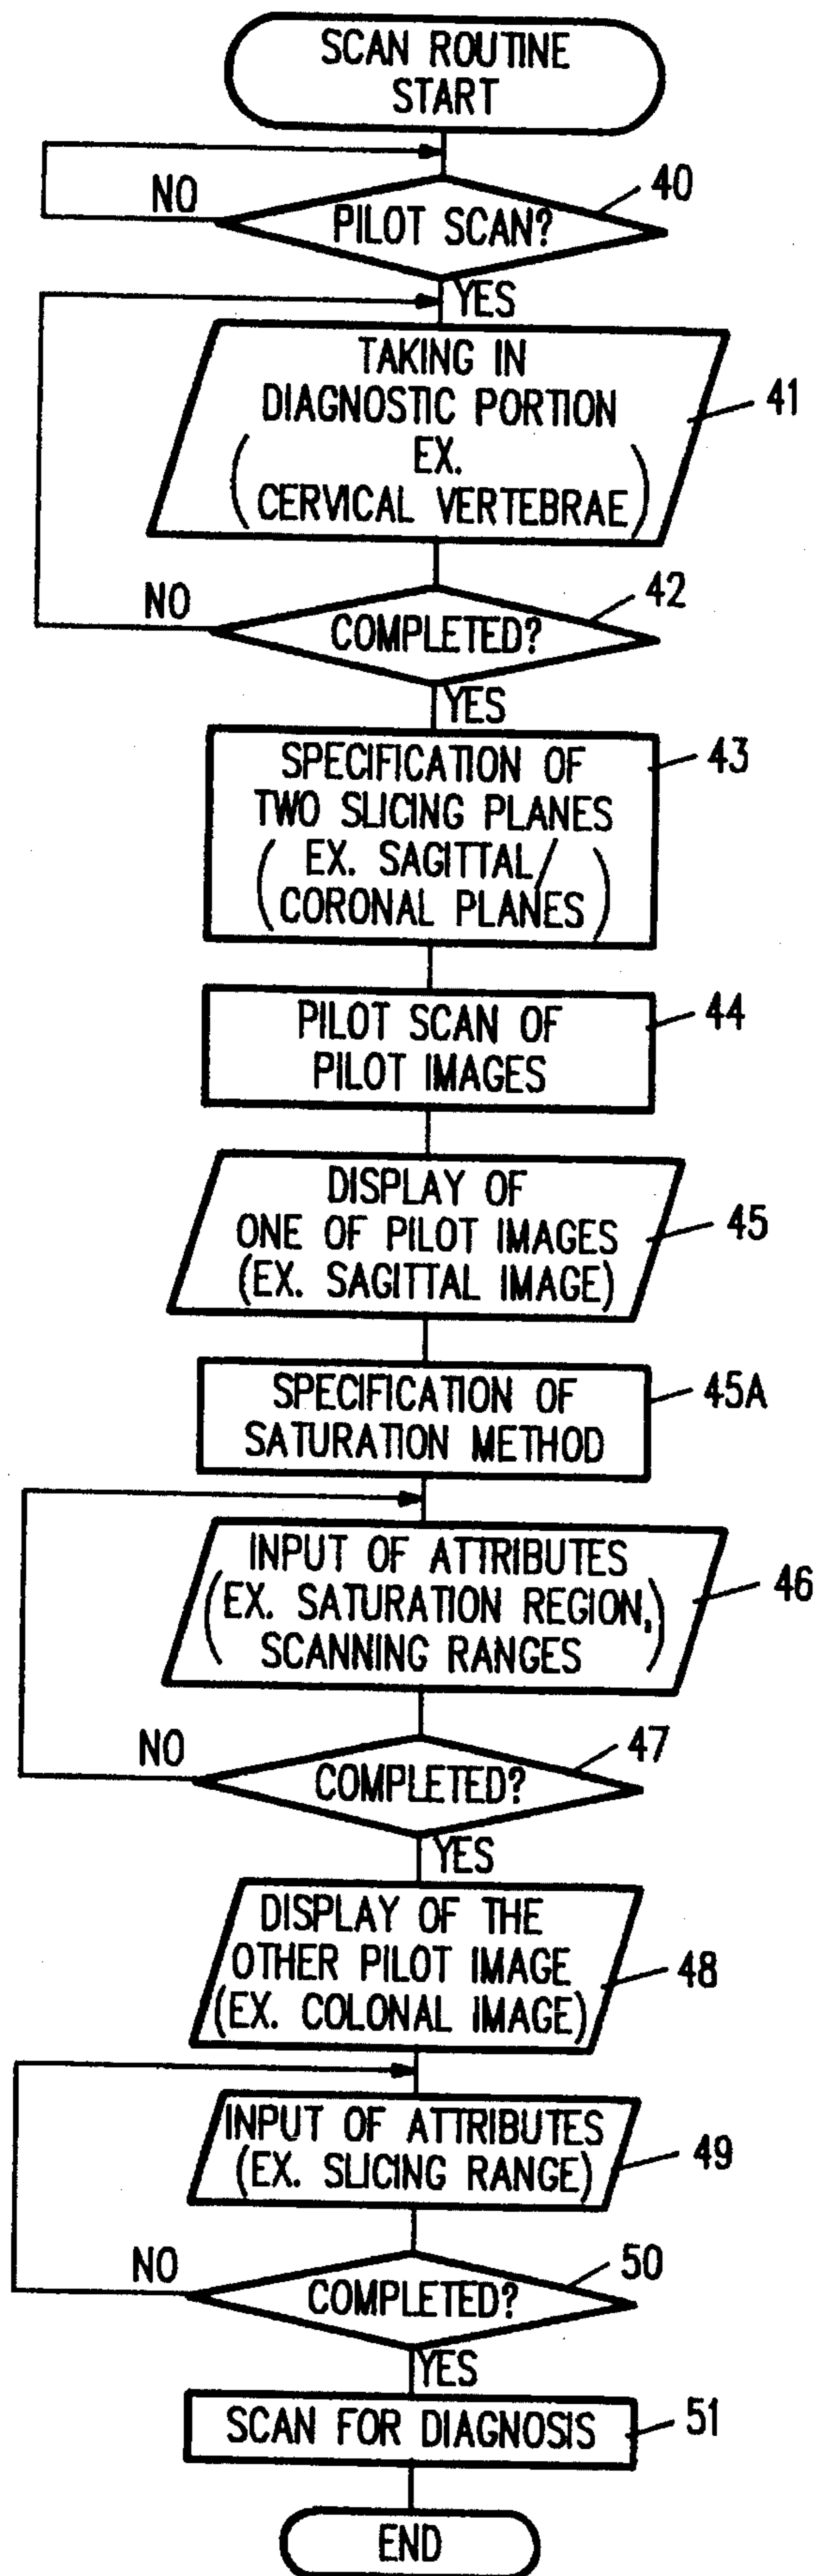 SCAN ROUTINE
START
NO
40
PILOT SCAN?
YES
TAKING IN
DIAGNOSTIC PORTION
41
EX.
(CERVICAL VERTEBRAE)
NO
42
COMPLETED?
YES
SPECIFICATION OF
43
TWO SLICING PLANES
(EX. SAGITTAL/
CORONAL PLANES)
PILOT SCAN OF
44
PILOT IMAGES
DISPLAY OF
ONE OF PILOT IMAGES
45
(EX. SAGITTAL IMAGE)
SPECIFICATION OF
45A
SATURATION METHOD
INPUT OF ATTRIBUTES
46
(EX. SATURATION REGION,
SCANNING RANGES)
NO
47
COMPLETED?
YES
DISPLAY OF THE
OTHER PILOT IMAGE
48
(EX. COLONAL IMAGE)
INPUT OF ATTRIBUTES
49
(EX. SLICING RANGE)
NO
50
COMPLETED?
YES
SCAN FOR DIAGNOSIS
51
END